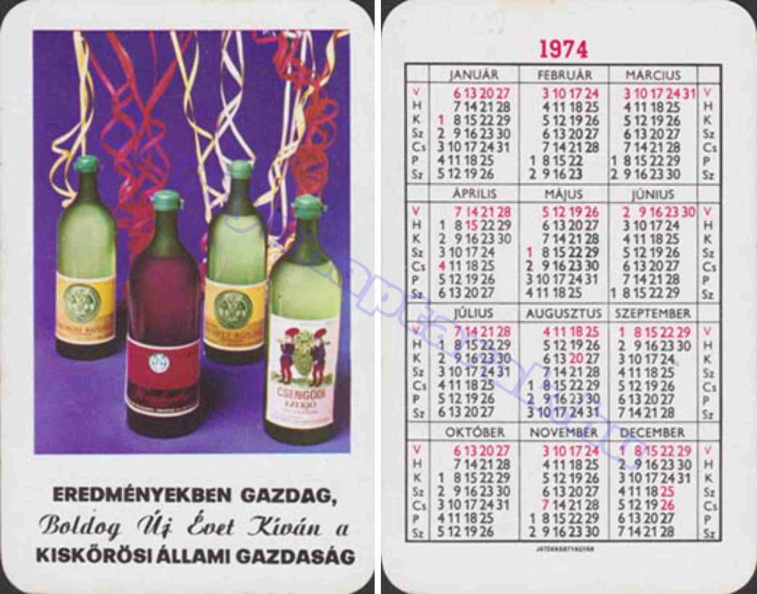 CSENGŐDI
EZERJÓ
EREDMÉNYEKBEN GAZDAG,
Boldog Új Évet Kíván a
KISKŐRÖSI ÁLLAMI GAZDASÁG
1974
JANUÁR FEBRUÁR MÁRCIUS
V 6 13 20 27 3 10 17 24 3 10 17 24 31 V
H 7 14 21 28 4 11 18 25 4 11 18 25 H
K 1 8 15 22 29 5 12 19 26 5 12 19 26 K
Sz 2 9 16 23 30 6 13 20 27 6 13 20 27 Sz
Cs 3 10 17 24 31 7 14 21 28 7 14 21 28 Cs
P 4 11 18 25 1 8 15 22 1 8 15 22 29 P
Sz 5 12 19 26 2 9 16 23 2 9 16 23 30 Sz
ÁPRILIS MÁJUS JÚNIUS
V 7 14 21 28 5 12 19 26 2 9 16 23 30 V
H 1 8 15 22 29 6 13 20 27 3 10 17 24 H
K 2 9 16 23 30 7 14 21 28 4 11 18 25 K
Sz 3 10 17 24 1 8 15 22 29 5 12 19 26 Sz
Cs 4 11 18 25 2 9 16 23 30 6 13 20 27 Cs
P 5 12 19 26 3 10 17 24 31 7 14 21 28 P
Sz 6 13 20 27 4 11 18 25 1 8 15 22 29 Sz
JÚLIUS AUGUSZTUS SZEPTEMBER
V 7 14 21 28 4 11 18 25 1 8 15 22 29 V
H 1 8 15 22 29 5 12 19 26 2 9 16 23 30 H
K 2 9 16 23 30 6 13 20 27 3 10 17 24 K
Sz 3 10 17 24 31 7 14 21 28 4 11 18 25 Sz
Cs 4 11 18 25 1 8 15 22 29 5 12 19 26 Cs
P 5 12 19 26 2 9 16 23 30 6 13 20 27 P
Sz 6 13 20 27 3 10 17 24 31 7 14 21 28 Sz
OKTÓBER NOVEMBER DECEMBER
V 6 13 20 27 3 10 17 24 1 8 15 22 29 V
H 7 14 21 28 4 11 18 25 2 9 16 23 30 H
K 1 8 15 22 29 5 12 19 26 3 10 17 24 31 K
Sz 2 9 16 23 30 6 13 20 27 4 11 18 25 Sz
Cs 3 10 17 24 31 7 14 21 28 5 12 19 26 Cs
P 4 11 18 25 1 8 15 22 29 6 13 20 27 P
Sz 5 12 19 26 2 9 16 23 30 7 14 21 28 Sz
JÁTÉKKÁRTYAGYÁR